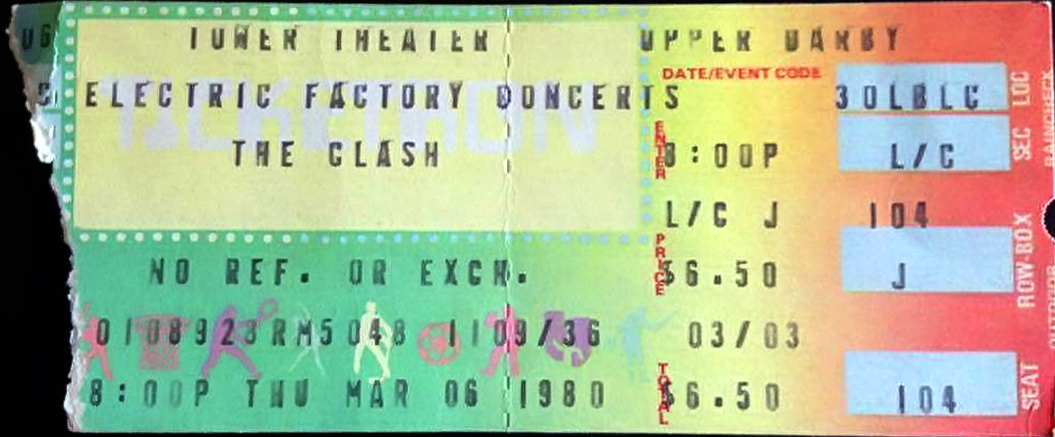 TOWER THEATER UPPER DARBY
DATE/EVENT CODE
ELECTRIC FACTORY CONCERTS 30LBLC LOC
TICKETRON
THE CLASH ENTER 8:00P L/C SEC
RAINCHECK
L/C J 104
NO REF. OR EXCH. PRICE $6.50 J ROW-BOX
0108923RM5048 1109/36 03/03
8:00P THU MAR 06 1980 TOTAL $6.50 104 SEAT